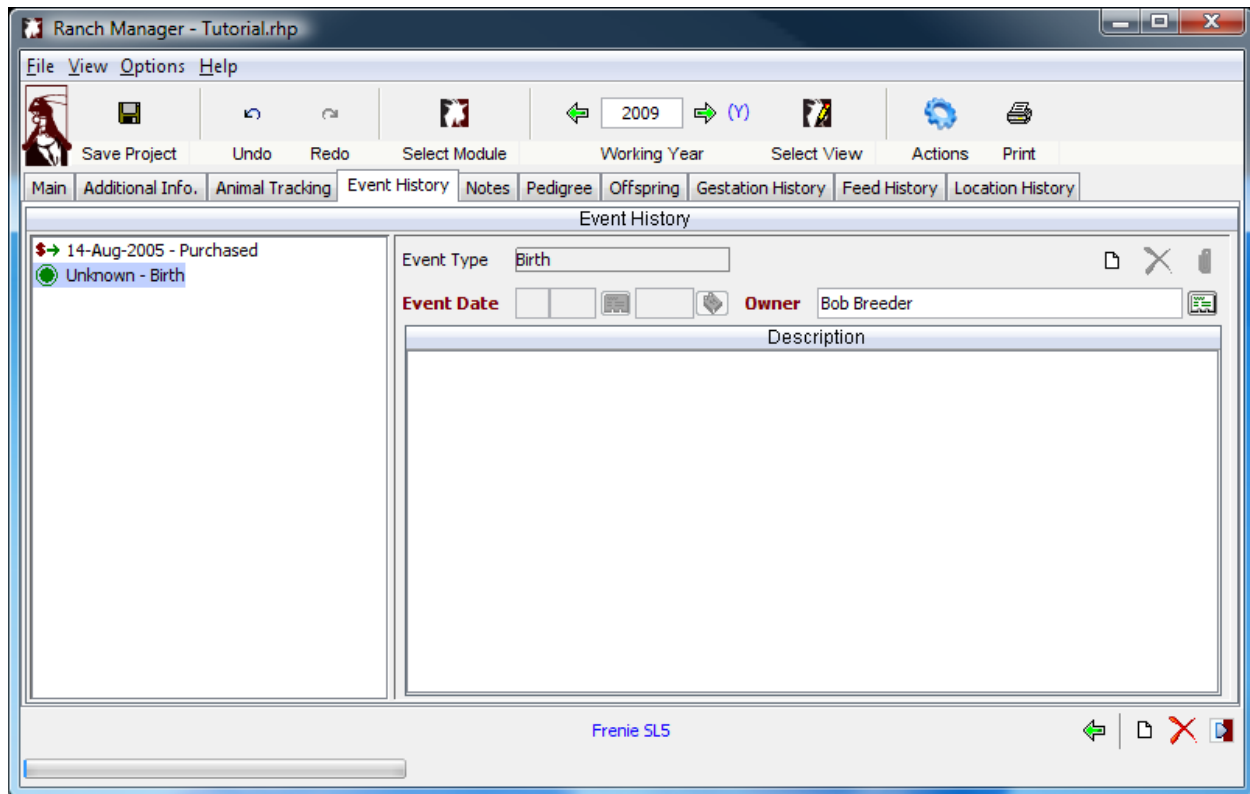 Ranch Manager - Tutorial.rhp
File View Options Help
2009 (Y)
Save Project Undo Redo Select Module Working Year Select View Actions Print
Main Additional Info. Animal Tracking Event History Notes Pedigree Offspring Gestation History Feed History Location History
Event History
14-Aug-2005 - Purchased
Unknown - Birth
Event Type Birth
Event Date Owner Bob Breeder
Description
Frenie SL5